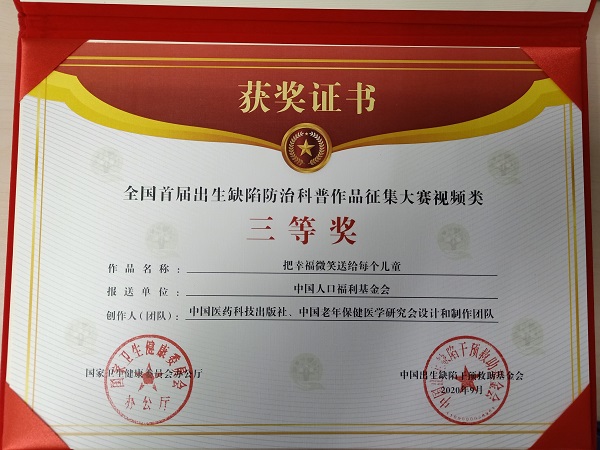 获奖证书
全国首届出生缺陷防治科普作品征集大赛视频类
三等奖
作品名称：把幸福微笑送给每个儿童
报送单位：中国人口福利基金会
创作人(团队)：中国医药科技出版社、中国老年保健医学研究会设计和制作团队
国家卫生健康委员会办公厅
中国出生缺陷干预救助基金会
2020年9月